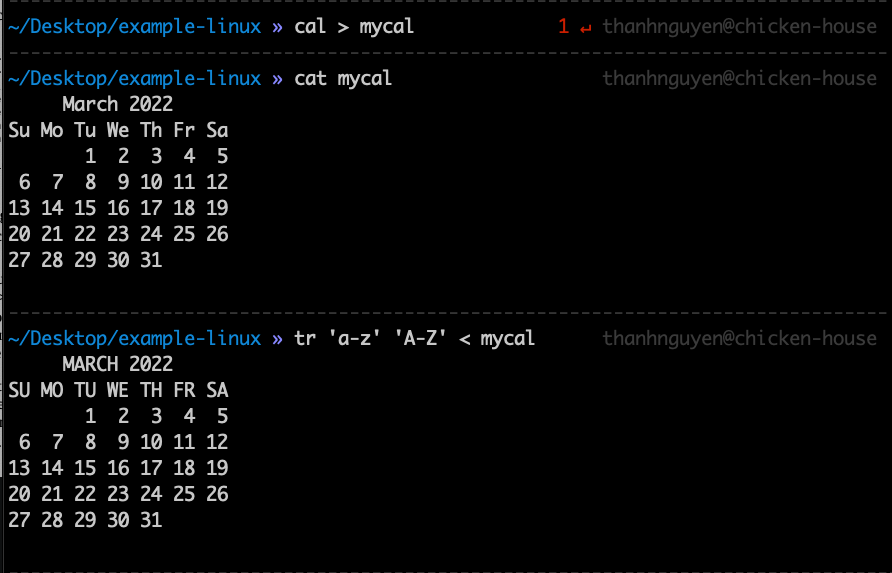 ~/Desktop/example-linux » cal > mycal 1 ↵ thanhnguyen@chicken-house
~/Desktop/example-linux » cat mycal thanhnguyen@chicken-house
     March 2022
Su Mo Tu We Th Fr Sa
       1  2  3  4  5
 6  7  8  9 10 11 12
13 14 15 16 17 18 19
20 21 22 23 24 25 26
27 28 29 30 31
~/Desktop/example-linux » tr 'a-z' 'A-Z' < mycal thanhnguyen@chicken-house
     MARCH 2022
SU MO TU WE TH FR SA
       1  2  3  4  5
 6  7  8  9 10 11 12
13 14 15 16 17 18 19
20 21 22 23 24 25 26
27 28 29 30 31